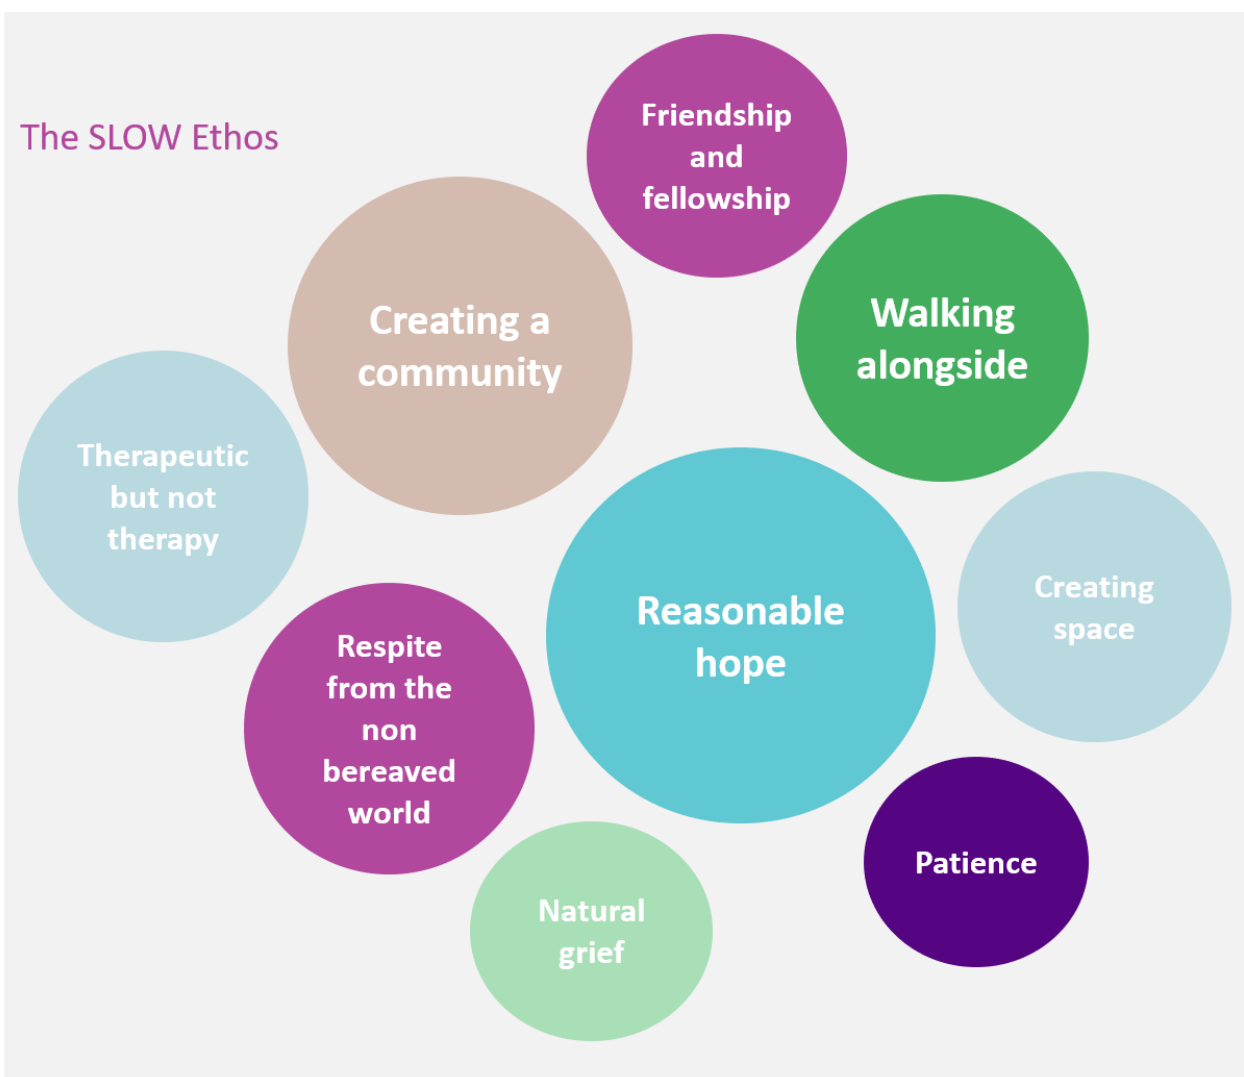 The SLOW Ethos
Friendship
and
fellowship
Walking
alongside
Creating a
community
Therapeutic
but not
therapy
Reasonable
hope
Creating
space
Respite
from the
non
bereaved
world
Patience
Natural
grief